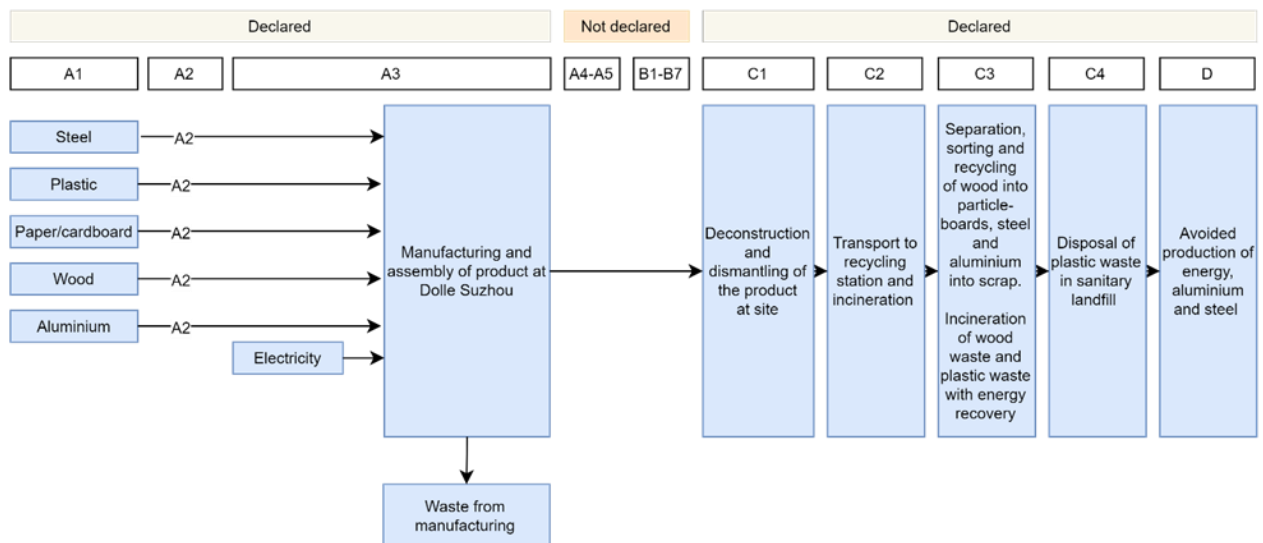 Declared
Not declared
Declared
A1
A2
A3
A4-A5
B1-B7
C1
C2
C3
C4
D
Steel
A2
Plastic
A2
Paper/cardboard
A2
Wood
A2
Aluminium
A2
Electricity
Manufacturing and
assembly of product at
Dolle Suzhou
Waste from
manufacturing
Deconstruction
and
dismantling of
the product
at site
Transport to
recycling
station and
incineration
Separation,
sorting and
recycling
of wood into
particle-
boards, steel
and
aluminium
into scrap.
Incineration
of wood
waste and
plastic waste
with energy
recovery
Disposal of
plastic waste
in sanitary
landfill
Avoided
production of
energy,
aluminium
and steel